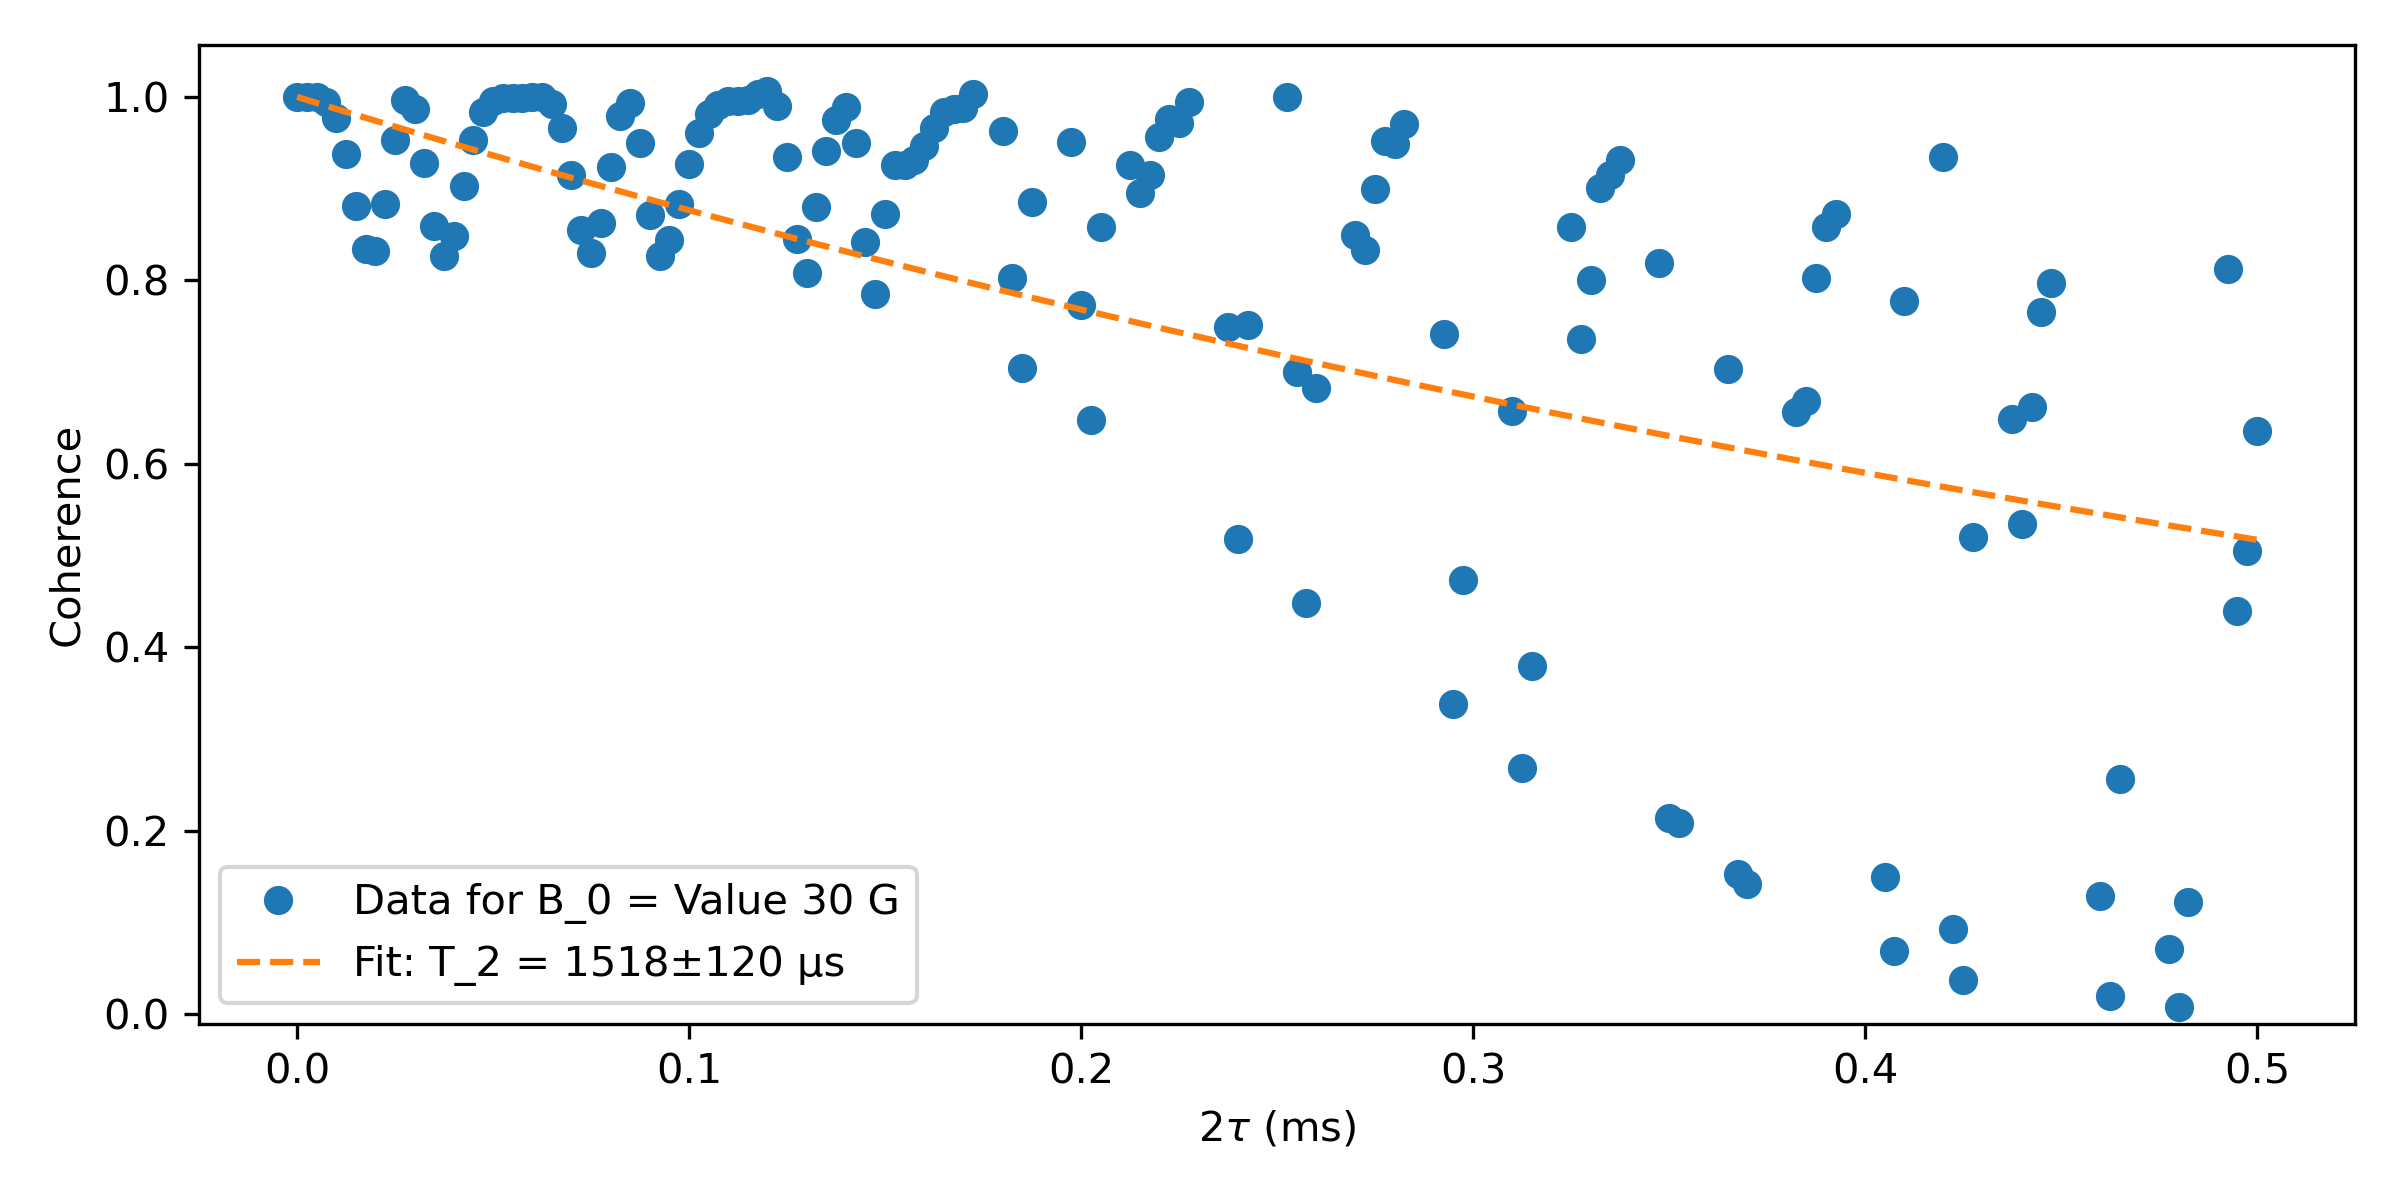 Coherence
1.0
0.8
0.6
0.4
0.2
0.0
Data for B_0 = Value 30 G
Fit: T_2 = 1518±120 μs
0.0 0.1 0.2 0.3 0.4 0.5
2τ (ms)